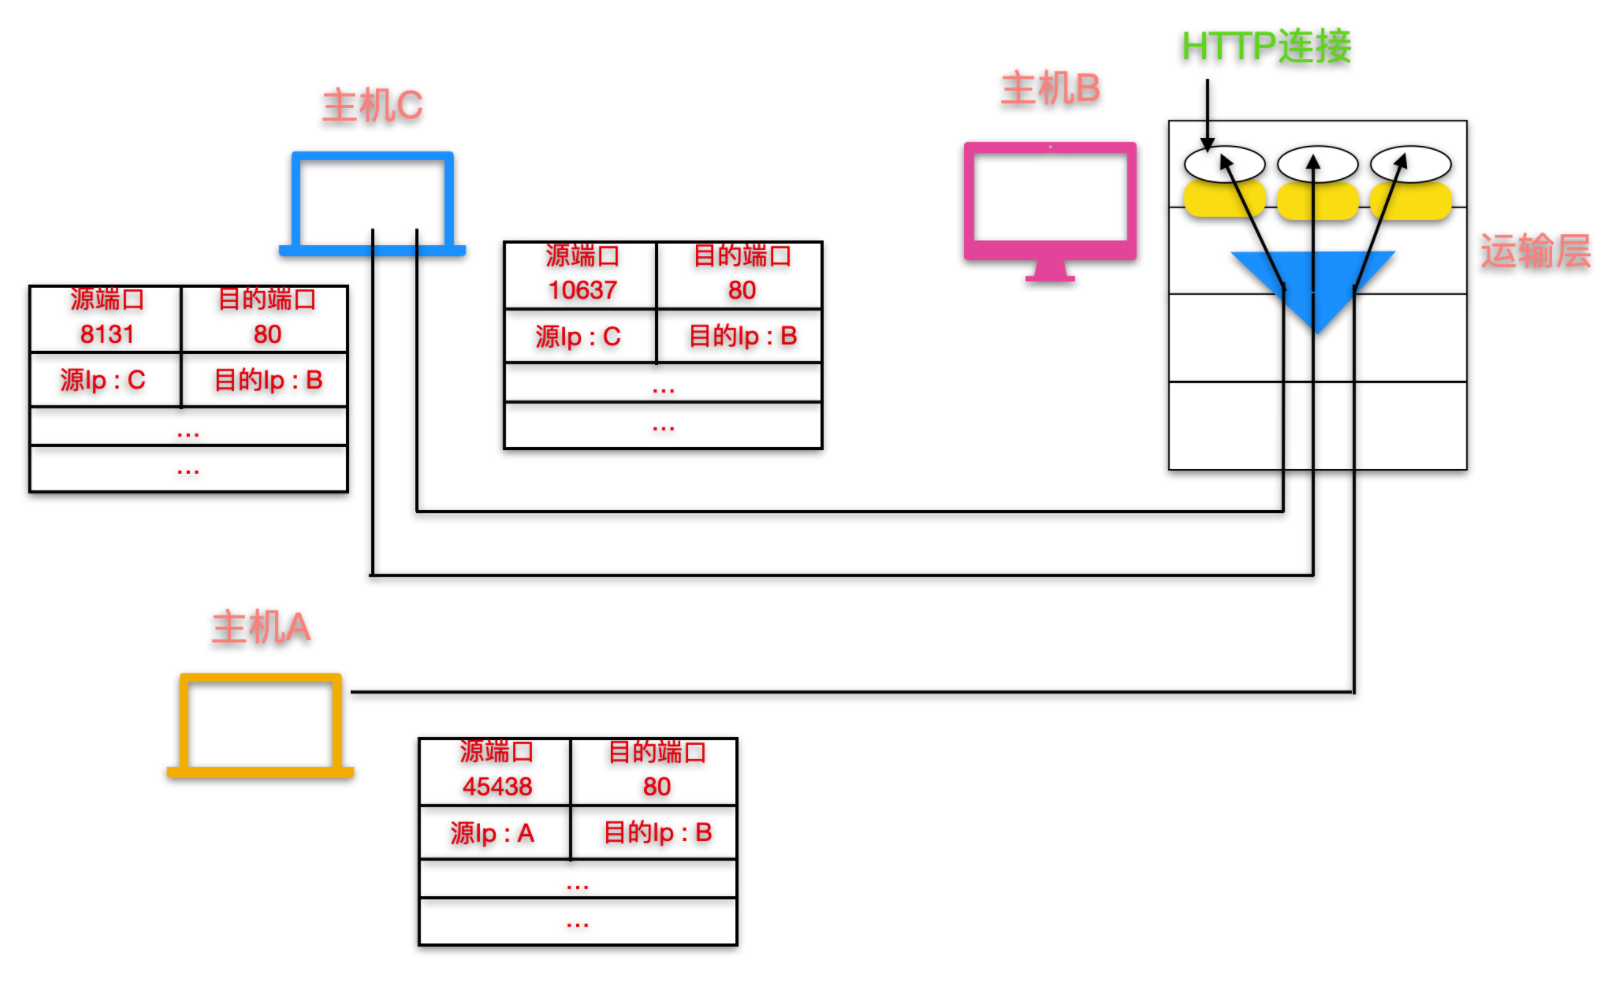 HTTP连接
主机B
主机C
运输层
源端口
10637
目的端口
80
源Ip : C
目的Ip : B
...
...
源端口
8131
目的端口
80
源Ip : C
目的Ip : B
...
...
主机A
源端口
45438
目的端口
80
源Ip : A
目的Ip : B
...
...